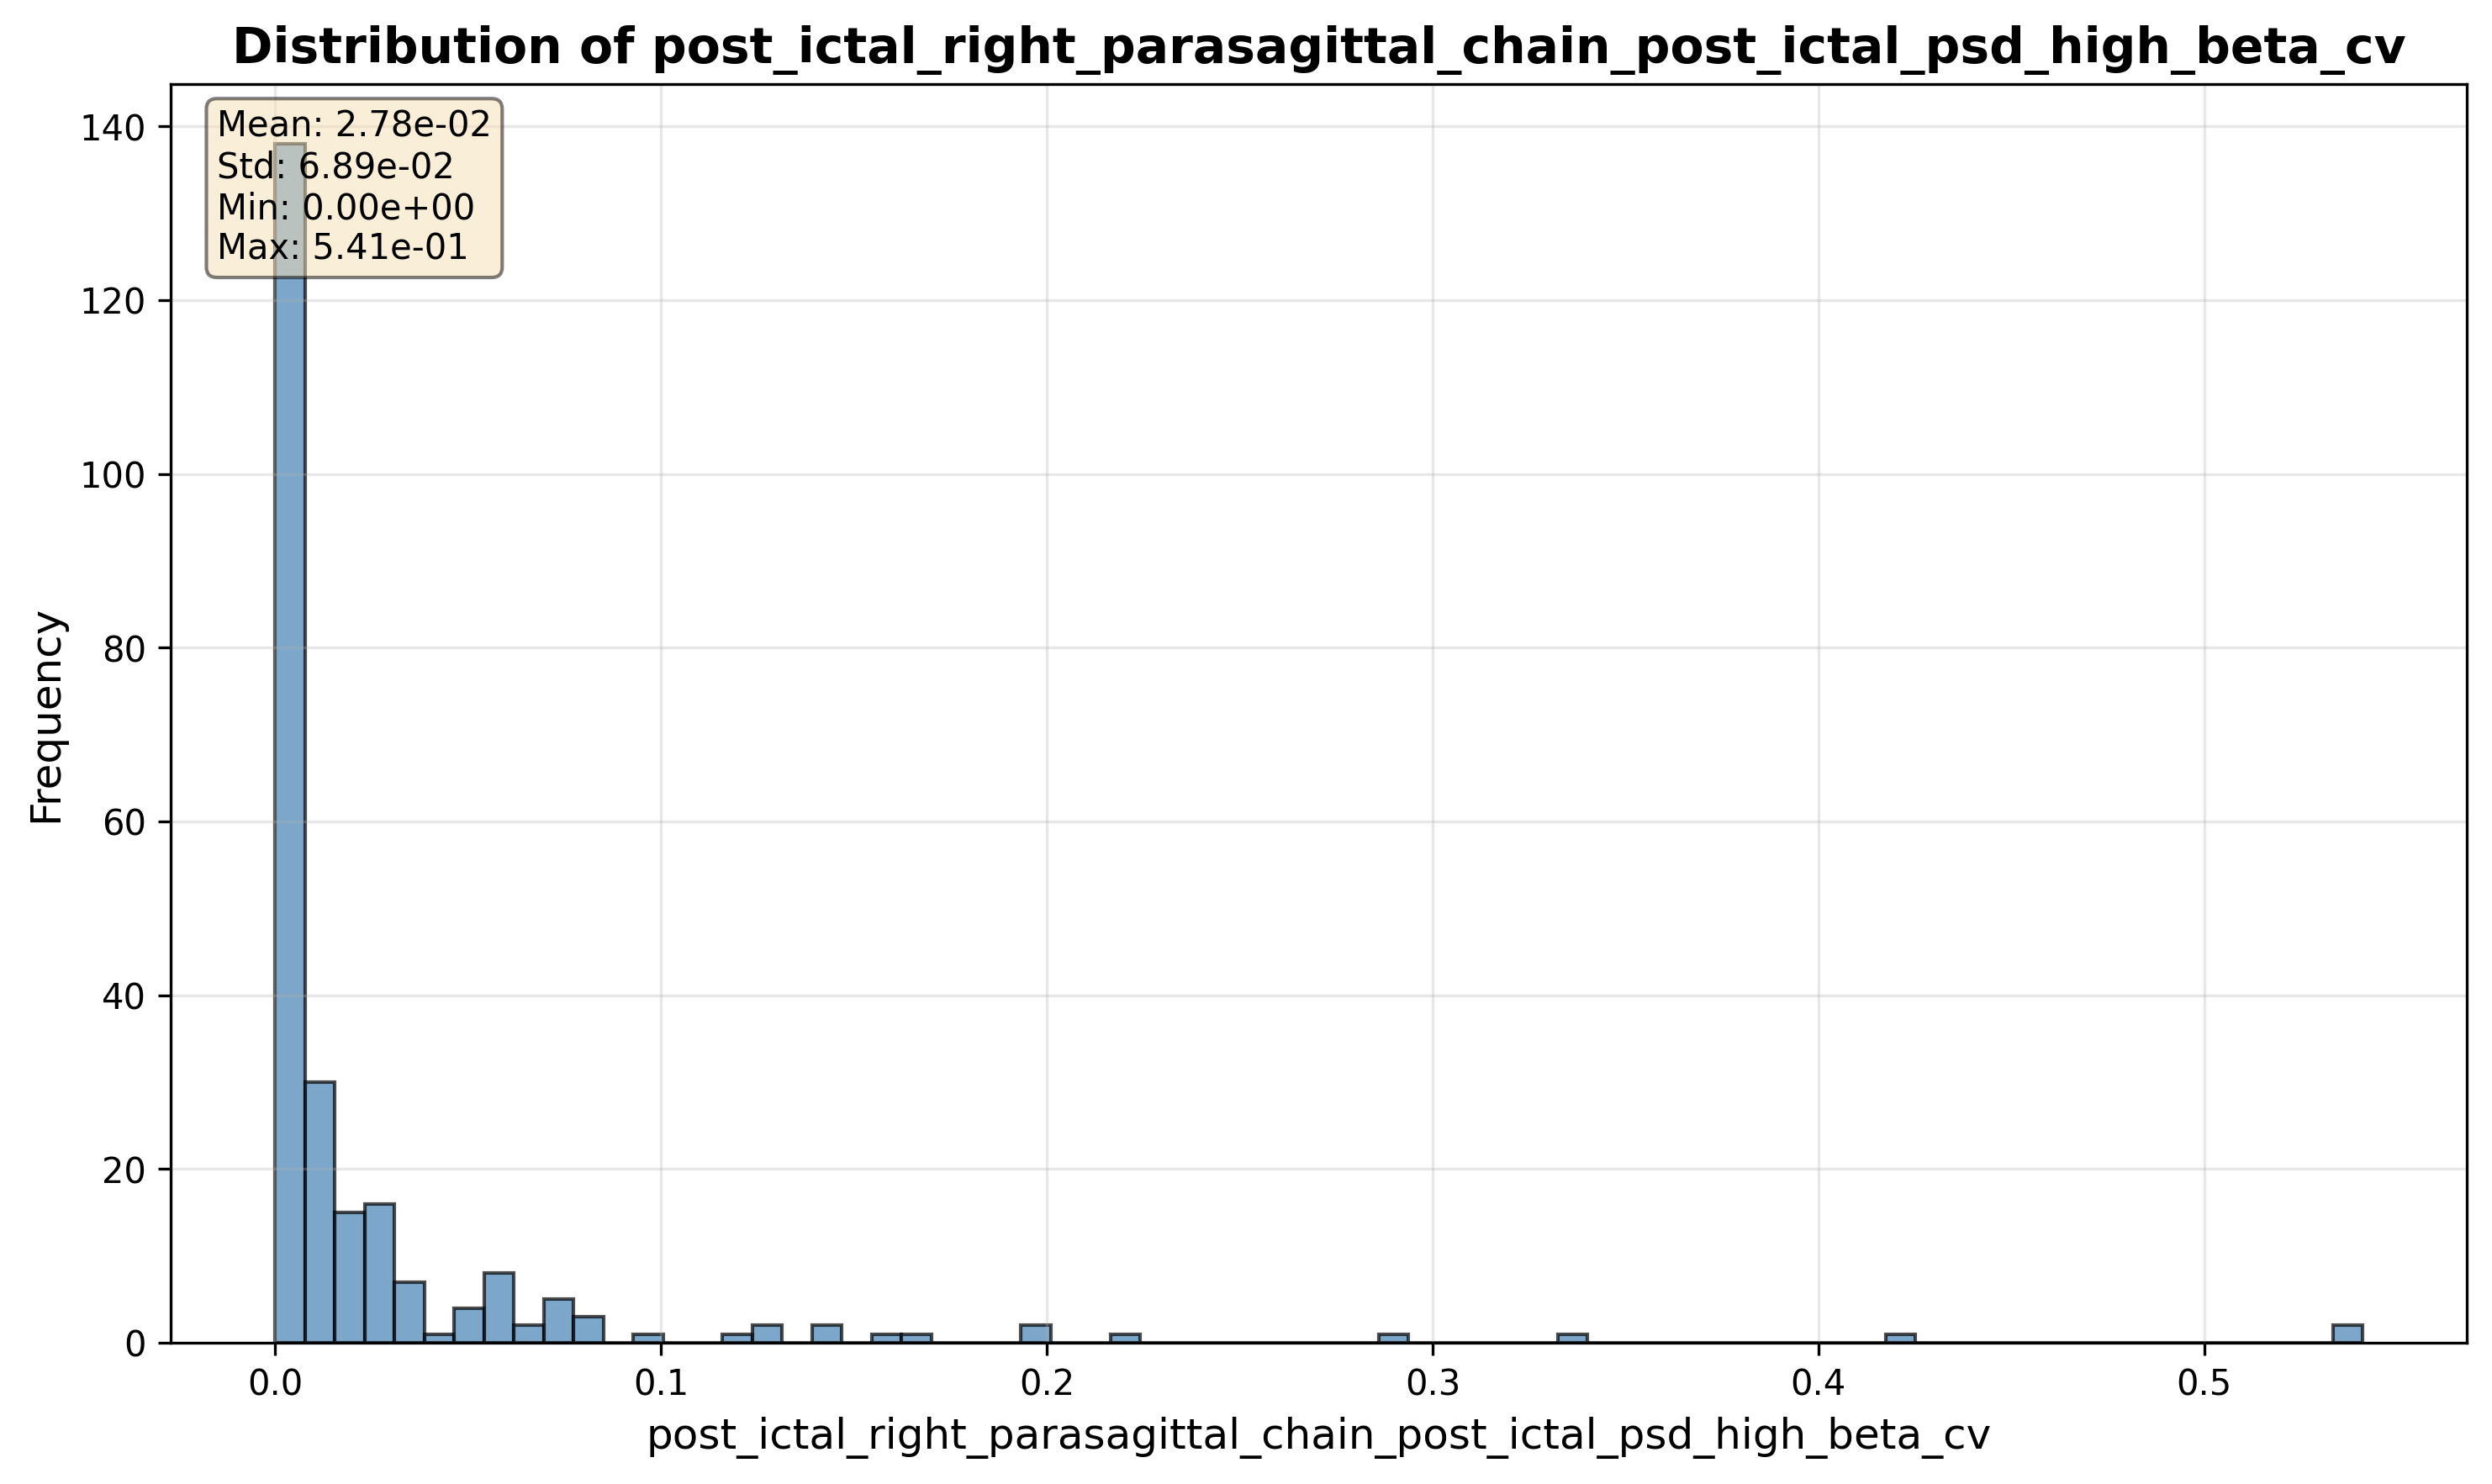 Distribution of post_ictal_right_parasagittal_chain_post_ictal_psd_high_beta_cv
Mean: 2.78e-02
Std: 6.89e-02
Min: 0.00e+00
Max: 5.41e-01
140
120
100
80
60
40
20
0
Frequency
0.0 0.1 0.2 0.3 0.4 0.5
post_ictal_right_parasagittal_chain_post_ictal_psd_high_beta_cv